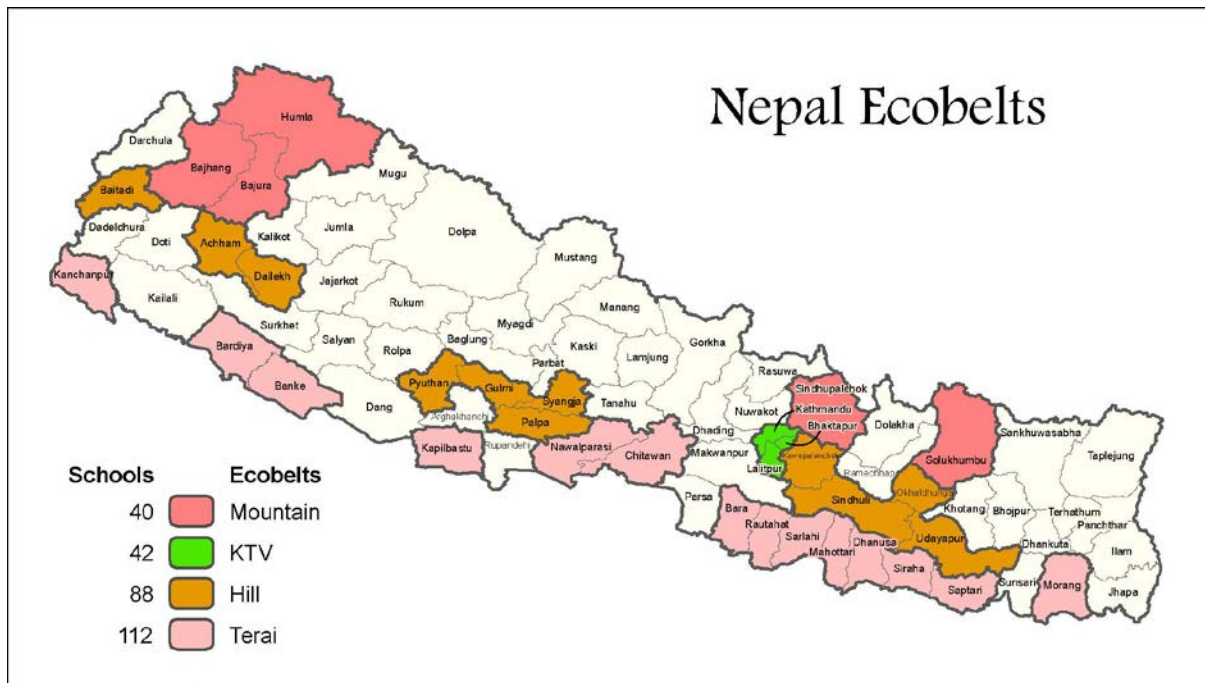 Nepal Ecobelts
Humla
Darchula
Bajhang
Bajura
Mugu
Baitadi
Dadeldhura
Doti
Achham
Kalikot
Jumla
Dolpa
Mustang
Kanchanpu
Kailali
Dailekh
Jajarkot
Rukum
Manang
Surkhet
Salyan
Rolpa
Baglung
Myagdi
Kaski
Lamjung
Gorkha
Parbat
Rasuwa
Bardiya
Banke
Dang
Pyuthan
Gulmi
Syangja
Tanahu
Nuwakot
Sindhupalchok
Kathmandu
Bhaktapur
Dolakha
Arghakhanchi
Palpa
Dhading
Sankhuwasabha
Taplejung
Kapilbastu
Rupandehi
Nawalparasi
Chitawan
Makwanpur
Lalitpur
Kavrepalanchok
Ramechhap
Solukhumbu
Parsa
Bara
Rautahat
Sarlahi
Mahottari
Dhanusa
Sindhuli
Okhaldhunga
Khotang
Bhojpur
Terhathum
Panchthar
Udayapur
Dhankuta
Ilam
Siraha
Saptari
Sunsari
Morang
Jhapa
Schools Ecobelts
40 Mountain
42 KTV
88 Hill
112 Terai